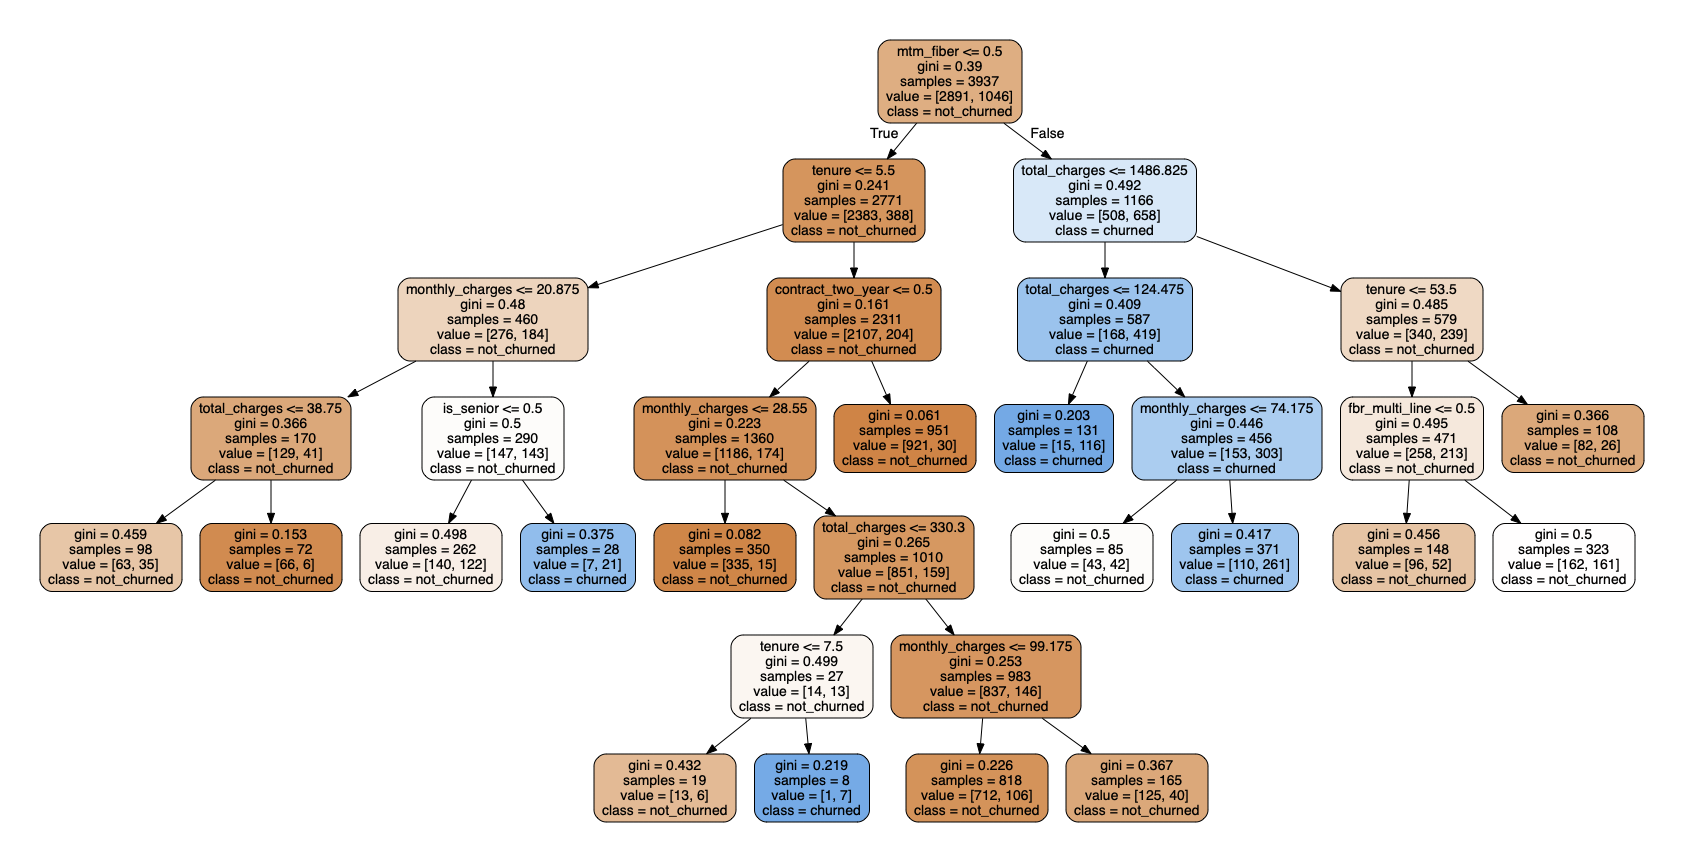 mtm_fiber <= 0.5
gini = 0.39
samples = 3937
value = [2891, 1046]
class = not_churned
True
False
tenure <= 5.5
gini = 0.241
samples = 2771
value = [2383, 388]
class = not_churned
total_charges <= 1486.825
gini = 0.492
samples = 1166
value = [508, 658]
class = churned
monthly_charges <= 20.875
gini = 0.48
samples = 460
value = [276, 184]
class = not_churned
contract_two_year <= 0.5
gini = 0.161
samples = 2311
value = [2107, 204]
class = not_churned
total_charges <= 124.475
gini = 0.409
samples = 587
value = [168, 419]
class = churned
tenure <= 53.5
gini = 0.485
samples = 579
value = [340, 239]
class = not_churned
total_charges <= 38.75
gini = 0.366
samples = 170
value = [129, 41]
class = not_churned
is_senior <= 0.5
gini = 0.5
samples = 290
value = [147, 143]
class = not_churned
monthly_charges <= 28.55
gini = 0.223
samples = 1360
value = [1186, 174]
class = not_churned
gini = 0.061
samples = 951
value = [921, 30]
class = not_churned
gini = 0.203
samples = 131
value = [15, 116]
class = churned
monthly_charges <= 74.175
gini = 0.446
samples = 456
value = [153, 303]
class = churned
fbr_multi_line <= 0.5
gini = 0.495
samples = 471
value = [258, 213]
class = not_churned
gini = 0.366
samples = 108
value = [82, 26]
class = not_churned
gini = 0.459
samples = 98
value = [63, 35]
class = not_churned
gini = 0.153
samples = 72
value = [66, 6]
class = not_churned
gini = 0.498
samples = 262
value = [140, 122]
class = not_churned
gini = 0.375
samples = 28
value = [7, 21]
class = churned
gini = 0.082
samples = 350
value = [335, 15]
class = not_churned
total_charges <= 330.3
gini = 0.265
samples = 1010
value = [851, 159]
class = not_churned
gini = 0.5
samples = 85
value = [43, 42]
class = not_churned
gini = 0.417
samples = 371
value = [110, 261]
class = churned
gini = 0.456
samples = 148
value = [96, 52]
class = not_churned
gini = 0.5
samples = 323
value = [162, 161]
class = not_churned
tenure <= 7.5
gini = 0.499
samples = 27
value = [14, 13]
class = not_churned
monthly_charges <= 99.175
gini = 0.253
samples = 983
value = [837, 146]
class = not_churned
gini = 0.432
samples = 19
value = [13, 6]
class = not_churned
gini = 0.219
samples = 8
value = [1, 7]
class = churned
gini = 0.226
samples = 818
value = [712, 106]
class = not_churned
gini = 0.367
samples = 165
value = [125, 40]
class = not_churned